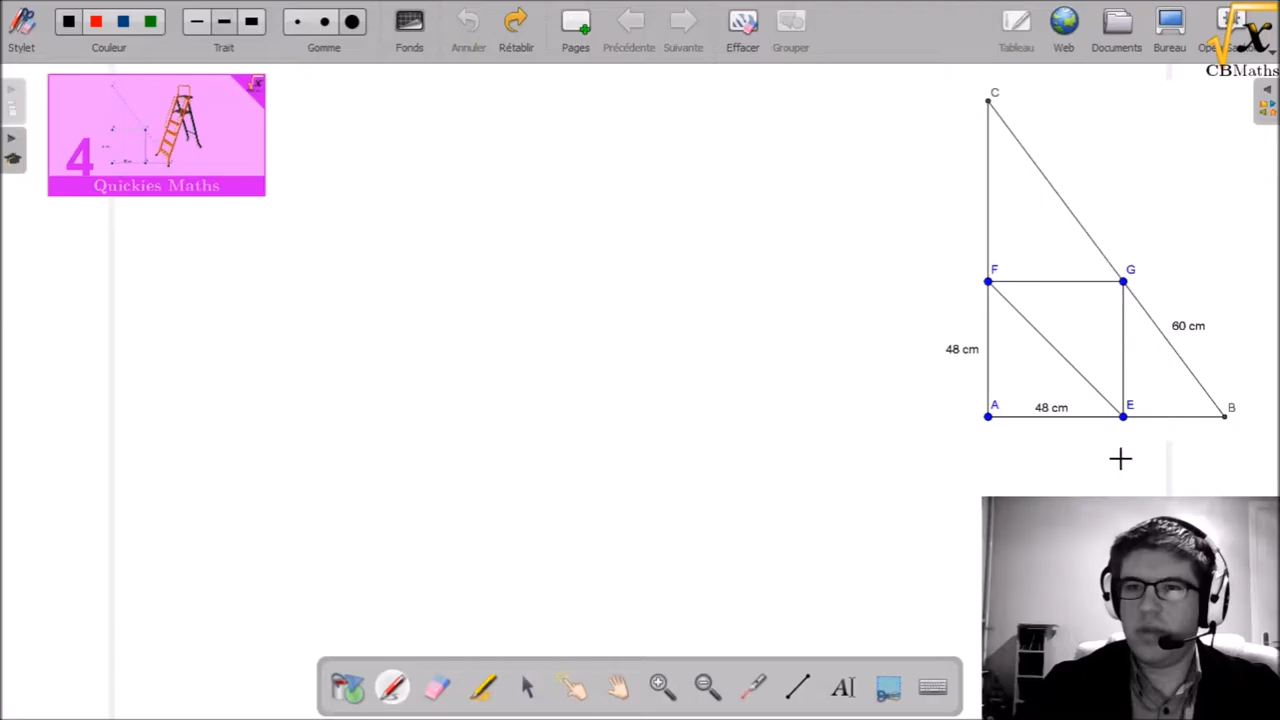 Stylet
Couleur
Trait
Gomme
Fonds
Annuler
Rétablir
Pages
Précédente
Suivante
Effacer
Grouper
Tableau
Web
Documents
Bureau
√x
CBMaths
4
Quickies Maths
C
F
G
60 cm
48 cm
A
48 cm
E
B
AI